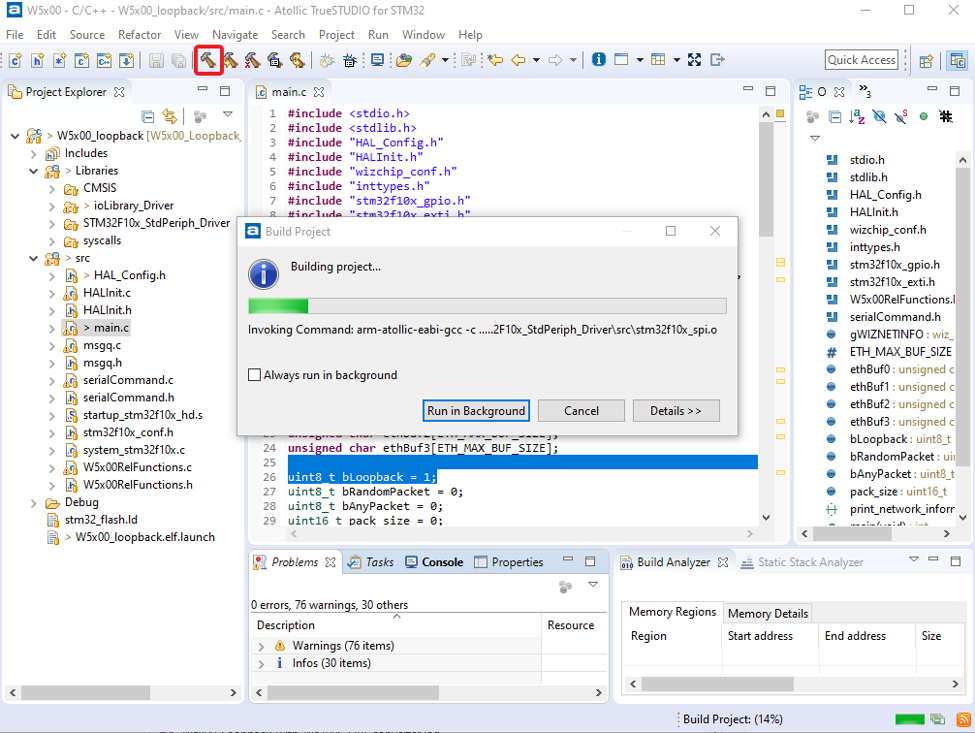 W5x00 - C/C++ - W5x00_loopback/src/main.c - Atollic TrueSTUDIO for STM32
File Edit Source Refactor View Navigate Search Project Run Window Help
Quick Access
Project Explorer
W5x00_loopback [W5x00_Loopback
Includes
> Libraries
CMSIS
> ioLibrary_Driver
STM32F10x_StdPeriph_Driver
syscalls
> src
> HAL_Config.h
HALInit.c
HALInit.h
> main.c
msgq.c
msgq.h
serialCommand.c
serialCommand.h
startup_stm32f10x_hd.s
stm32f10x_conf.h
system_stm32f10x.c
W5x00RelFunctions.c
W5x00RelFunctions.h
Debug
stm32_flash.ld
> W5x00_loopback.elf.launch
main.c
1 #include <stdio.h>
2 #include <stdlib.h>
3 #include "HAL_Config.h"
4 #include "HALInit.h"
5 #include "wizchip_conf.h"
6 #include "inttypes.h"
7 #include "stm32f10x_gpio.h"
8 #include "stm32f10x_exti.h"
Build Project
Building project...
Invoking Command: arm-atollic-eabi-gcc -c .....2F10x_StdPeriph_Driver\src\stm32f10x_spi.o
Always run in background
Run in Background
Cancel
Details >>
23 unsigned char ethBuf2[ETH_MAX_BUF_SIZE];
24 unsigned char ethBuf3[ETH_MAX_BUF_SIZE];
25
26 uint8_t bLoopback = 1;
27 uint8_t bRandomPacket = 0;
28 uint8_t bAnyPacket = 0;
29 uint16_t pack_size = 0;
O
3
stdio.h
stdlib.h
HAL_Config.h
HALInit.h
wizchip_conf.h
inttypes.h
stm32f10x_gpio.h
stm32f10x_exti.h
W5x00RelFunctions.l
serialCommand.h
gWIZNETINFO : wiz_
ETH_MAX_BUF_SIZE
ethBuf0 : unsigned c
ethBuf1 : unsigned c
ethBuf2 : unsigned c
ethBuf3 : unsigned c
bLoopback : uint8_t
bRandomPacket : uin
bAnyPacket : uint8_t
pack_size : uint16_t
print_network_inform
main(void) : int
Problems Tasks Console Properties
0 errors, 76 warnings, 30 others
Description Resource
Warnings (76 items)
Infos (30 items)
Build Analyzer Static Stack Analyzer
Memory Regions Memory Details
Region Start address End address Size
Build Project: (14%)